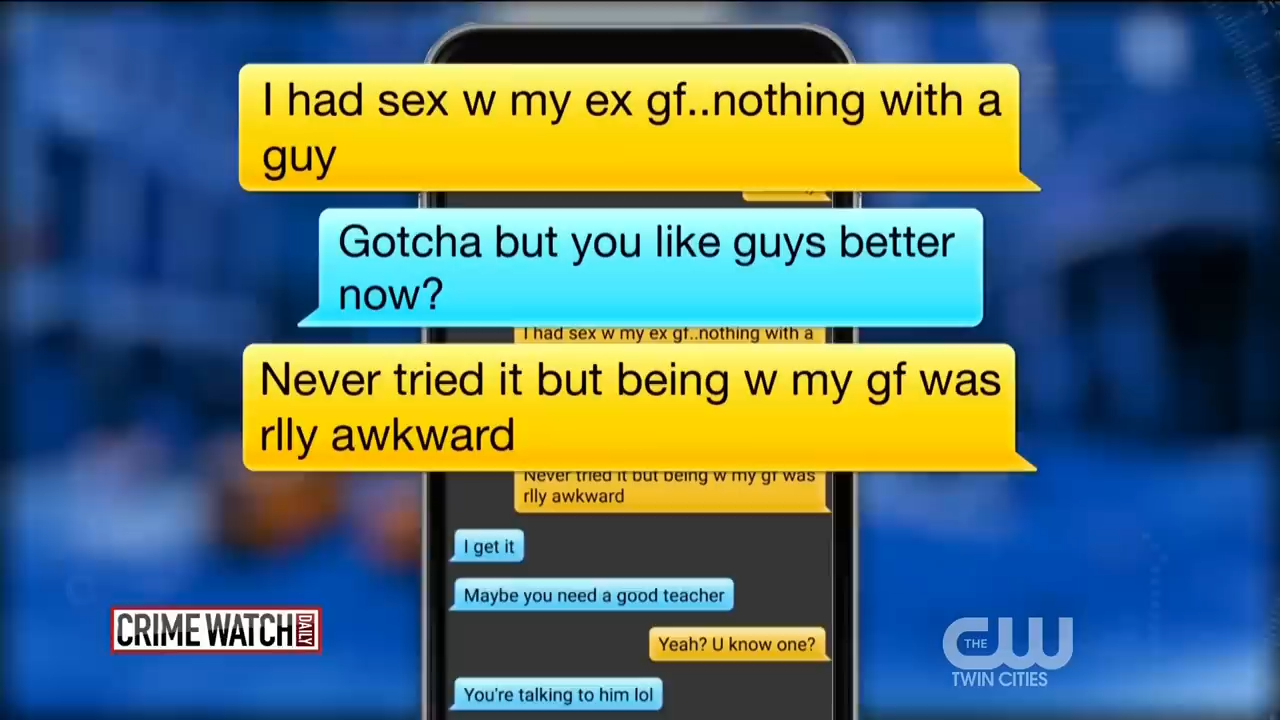 I had sex w my ex gf..nothing with a
guy
Gotcha but you like guys better
now?
I had sex w my ex gf..nothing with a
Never tried it but being w my gf was
rlly awkward
Never tried it but being w my gf was
rlly awkward
I get it
Maybe you need a good teacher
Yeah? U know one?
You're talking to him lol
CRIME WATCH DAILY
THE CW
TWIN CITIES